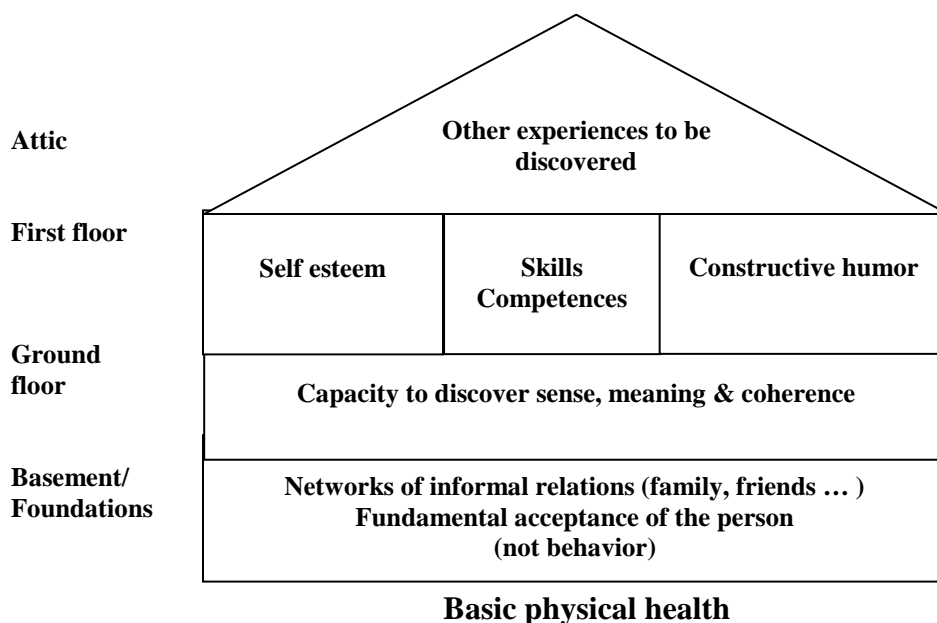 Attic
Other experiences to be
discovered
First floor
Self esteem
Skills
Competences
Constructive humor
Ground
floor
Capacity to discover sense, meaning & coherence
Basement/
Foundations
Networks of informal relations (family, friends … )
Fundamental acceptance of the person
(not behavior)
Basic physical health